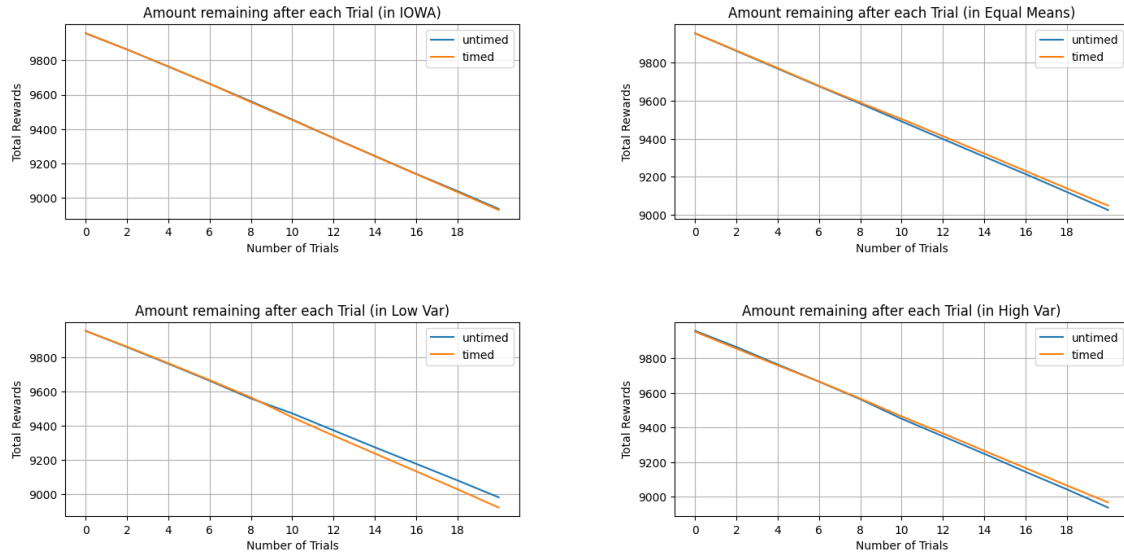 Amount remaining after each Trial (in IOWA)
untimed
timed
9800
9600
9400
9200
9000
Total Rewards
0 2 4 6 8 10 12 14 16 18
Number of Trials
Amount remaining after each Trial (in Equal Means)
untimed
timed
9800
9600
9400
9200
9000
Total Rewards
0 2 4 6 8 10 12 14 16 18
Number of Trials
Amount remaining after each Trial (in Low Var)
untimed
timed
9800
9600
9400
9200
9000
Total Rewards
0 2 4 6 8 10 12 14 16 18
Number of Trials
Amount remaining after each Trial (in High Var)
untimed
timed
9800
9600
9400
9200
9000
Total Rewards
0 2 4 6 8 10 12 14 16 18
Number of Trials